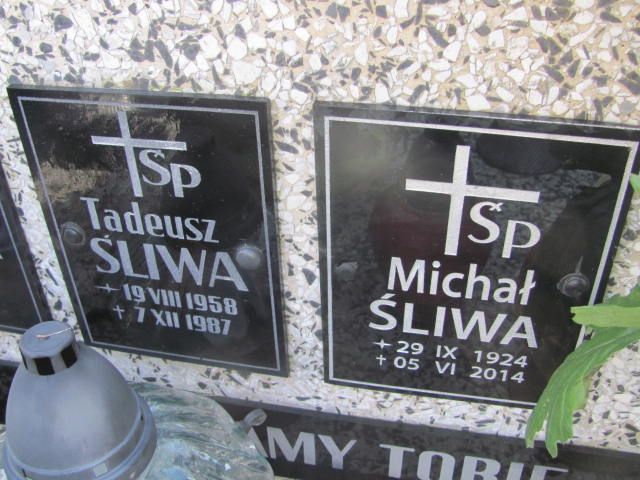 ŚP
Tadeusz
ŚLIWA
19 VIII 1958
7 XII 1987
ŚP
Michał
ŚLIWA
29 IX 1924
05 VI 2014
AMY TOBIE